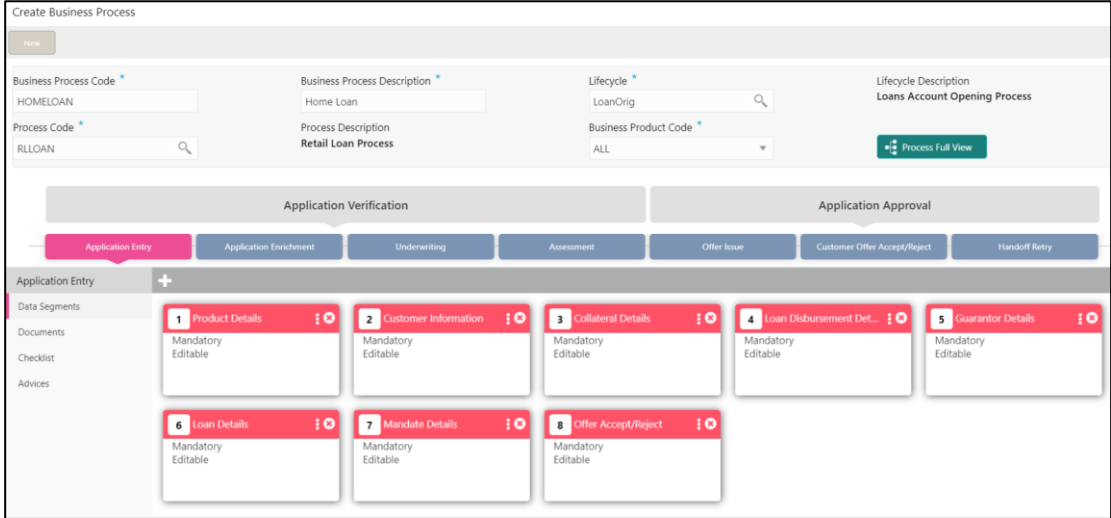 Create Business Process
New
Business Process Code *
Business Process Description *
Lifecycle *
Lifecycle Description
HOMELOAN
Home Loan
LoanOrig
Loans Account Opening Process
Process Code *
Process Description
Business Product Code *
RLLOAN
Retail Loan Process
ALL
Process Full View
Application Verification
Application Approval
Application Entry
Application Enrichment
Underwriting
Assessment
Offer Issue
Customer Offer Accept/Reject
Handoff Retry
Application Entry
Data Segments
Documents
Checklist
Advices
1 Product Details
Mandatory
Editable
2 Customer Information
Mandatory
Editable
3 Collateral Details
Mandatory
Editable
4 Loan Disbursement Det...
Mandatory
Editable
5 Guarantor Details
Mandatory
Editable
6 Loan Details
Mandatory
Editable
7 Mandate Details
Mandatory
Editable
8 Offer Accept/Reject
Mandatory
Editable